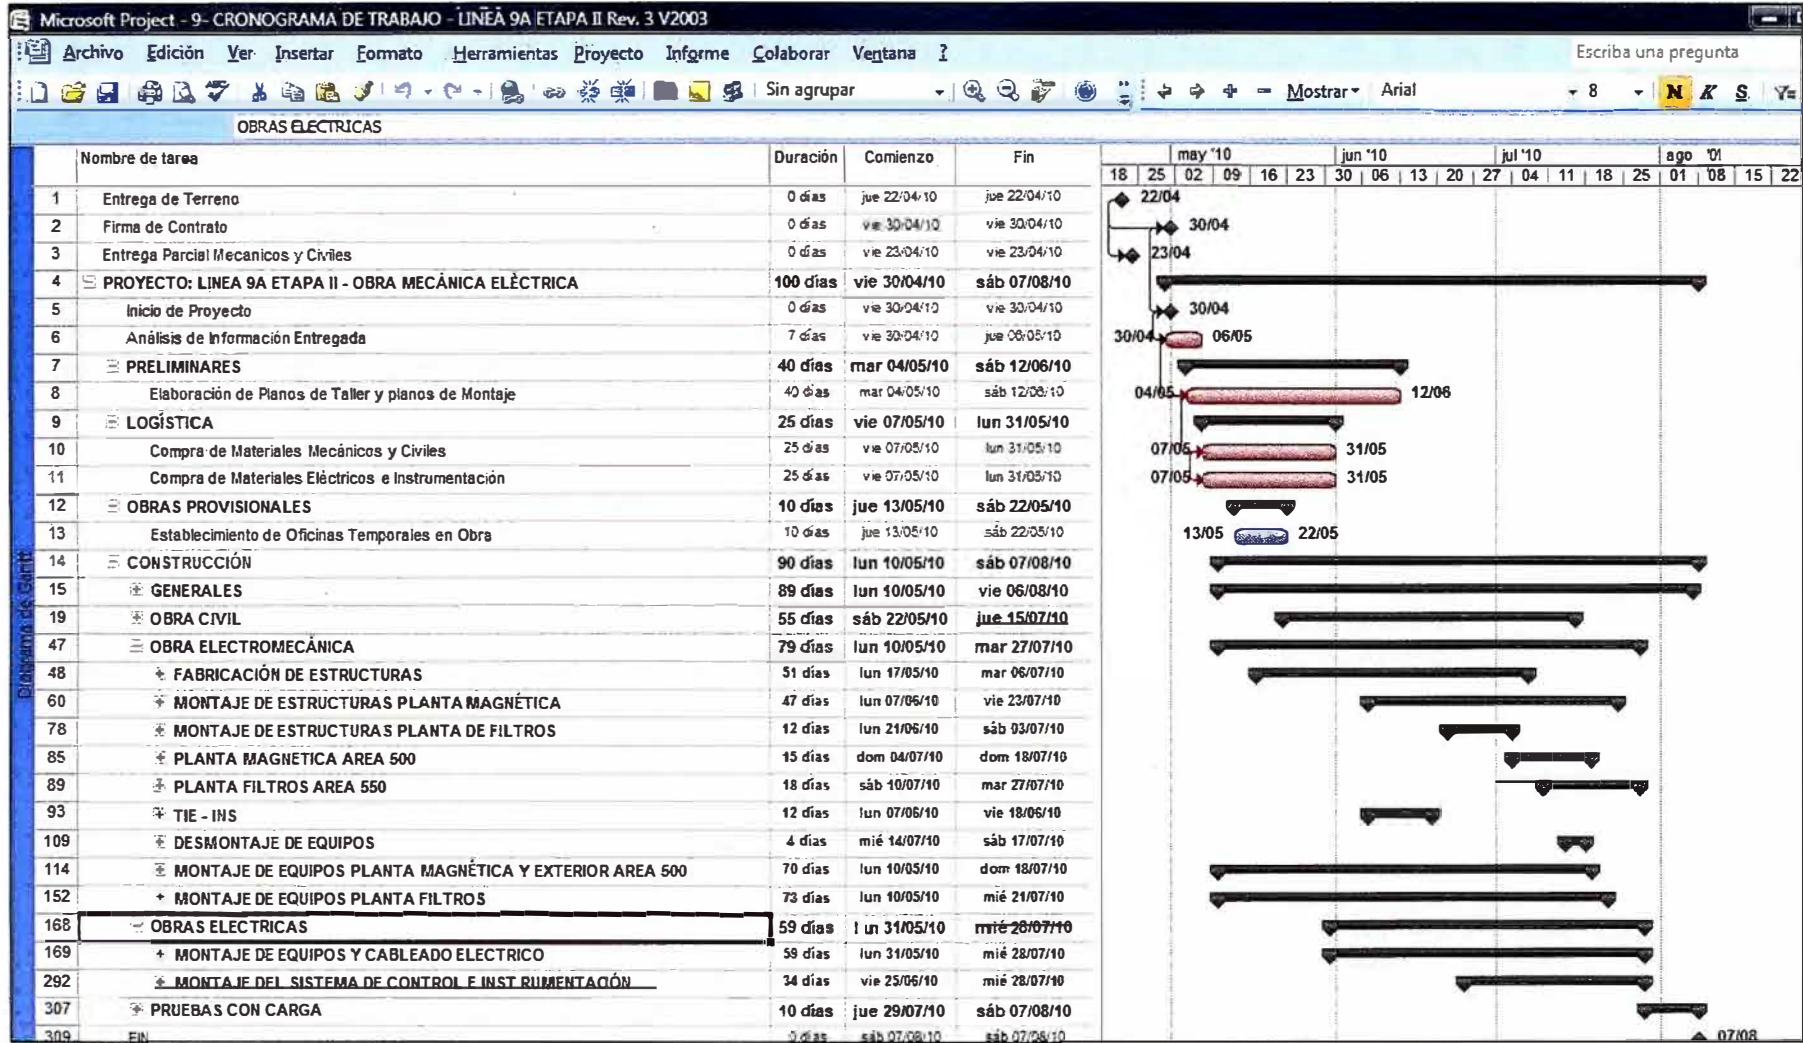 Microsoft Project - 9- CRONOGRAMA DE TRABAJO - LINEA 9A ETAPA II Rev. 3 V2003
Archivo Edición Ver Insertar Formato Herramientas Proyecto Informe Colaborar Ventana ? Escriba una pregunta
Sin agrupar Mostrar Arial 8 N K S
OBRAS ELECTRICAS
Nombre de tarea Duración Comienzo Fin may '10 jun '10 jul '10 ago '01
18 25 02 09 16 23 30 06 13 20 27 04 11 18 25 01 08 15 22
1 Entrega de Terreno 0 días jue 22/04/10 jue 22/04/10 22/04
2 Firma de Contrato 0 días vie 30/04/10 vie 30/04/10 30/04
3 Entrega Parcial Mecanicos y Civiles 0 días vie 23/04/10 vie 23/04/10 23/04
4 PROYECTO: LINEA 9A ETAPA II - OBRA MECÁNICA ELÈCTRICA 100 días vie 30/04/10 sáb 07/08/10
5 Inicio de Proyecto 0 días vie 30/04/10 vie 30/04/10 30/04
6 Análisis de Información Entregada 7 días vie 30/04/10 jue 06/05/10 30/04 06/05
7 PRELIMINARES 40 días mar 04/05/10 sáb 12/06/10
8 Elaboración de Planos de Taller y planos de Montaje 40 días mar 04/05/10 sáb 12/06/10 04/05 12/06
9 LOGÍSTICA 25 días vie 07/05/10 lun 31/05/10
10 Compra de Materiales Mecánicos y Civiles 25 días vie 07/05/10 lun 31/05/10 07/05 31/05
11 Compra de Materiales Eléctricos e Instrumentación 25 días vie 07/05/10 lun 31/05/10 07/05 31/05
12 OBRAS PROVISIONALES 10 días jue 13/05/10 sáb 22/05/10
13 Establecimiento de Oficinas Temporales en Obra 10 días jue 13/05/10 sáb 22/05/10 13/05 22/05
14 CONSTRUCCIÓN 90 días lun 10/05/10 sáb 07/08/10
15 GENERALES 89 días lun 10/05/10 vie 06/08/10
19 OBRA CIVIL 55 días sáb 22/05/10 jue 15/07/10
47 OBRA ELECTROMECÁNICA 79 días lun 10/05/10 mar 27/07/10
48 FABRICACIÓN DE ESTRUCTURAS 51 días lun 17/05/10 mar 06/07/10
60 MONTAJE DE ESTRUCTURAS PLANTA MAGNÉTICA 47 días lun 07/06/10 vie 23/07/10
78 MONTAJE DE ESTRUCTURAS PLANTA DE FILTROS 12 días lun 21/06/10 sáb 03/07/10
85 PLANTA MAGNETICA AREA 500 15 días dom 04/07/10 dom 18/07/10
89 PLANTA FILTROS AREA 550 18 días sáb 10/07/10 mar 27/07/10
93 TIE - INS 12 días lun 07/06/10 vie 18/06/10
109 DESMONTAJE DE EQUIPOS 4 días mié 14/07/10 sáb 17/07/10
114 MONTAJE DE EQUIPOS PLANTA MAGNÉTICA Y EXTERIOR AREA 500 70 días lun 10/05/10 dom 18/07/10
152 MONTAJE DE EQUIPOS PLANTA FILTROS 73 días lun 10/05/10 mié 21/07/10
168 OBRAS ELECTRICAS 59 días lun 31/05/10 mié 28/07/10
169 MONTAJE DE EQUIPOS Y CABLEADO ELECTRICO 59 días lun 31/05/10 mié 28/07/10
292 MONTAJE DEL SISTEMA DE CONTROL E INSTRUMENTACIÓN 34 días vie 25/06/10 mié 28/07/10
307 PRUEBAS CON CARGA 10 días jue 29/07/10 sáb 07/08/10
309 FIN 0 días sáb 07/08/10 sáb 07/08/10 07/08
Diagrama de Gantt